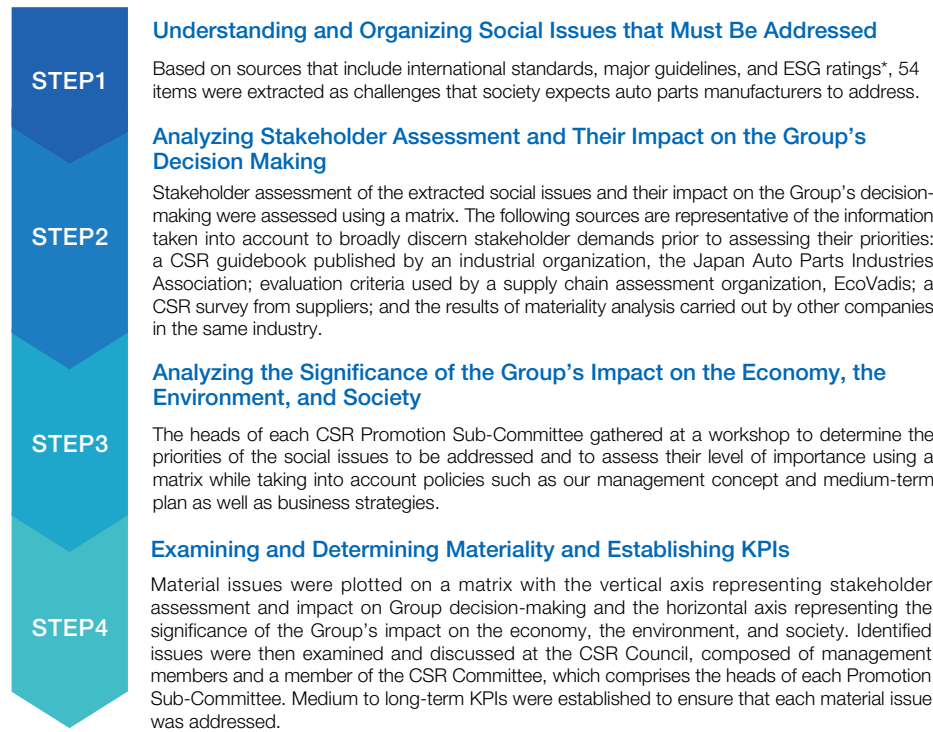 STEP1
Understanding and Organizing Social Issues that Must Be Addressed
Based on sources that include international standards, major guidelines, and ESG ratings*, 54
items were extracted as challenges that society expects auto parts manufacturers to address.
STEP2
Analyzing Stakeholder Assessment and Their Impact on the Group's
Decision Making
Stakeholder assessment of the extracted social issues and their impact on the Group's decision-
making were assessed using a matrix. The following sources are representative of the information
taken into account to broadly discern stakeholder demands prior to assessing their priorities:
a CSR guidebook published by an industrial organization, the Japan Auto Parts Industries
Association; evaluation criteria used by a supply chain assessment organization, EcoVadis; a
CSR survey from suppliers; and the results of materiality analysis carried out by other companies
in the same industry.
STEP3
Analyzing the Significance of the Group's Impact on the Economy, the
Environment, and Society
The heads of each CSR Promotion Sub-Committee gathered at a workshop to determine the
priorities of the social issues to be addressed and to assess their level of importance using a
matrix while taking into account policies such as our management concept and medium-term
plan as well as business strategies.
STEP4
Examining and Determining Materiality and Establishing KPIs
Material issues were plotted on a matrix with the vertical axis representing stakeholder
assessment and impact on Group decision-making and the horizontal axis representing the
significance of the Group's impact on the economy, the environment, and society. Identified
issues were then examined and discussed at the CSR Council, composed of management
members and a member of the CSR Committee, which comprises the heads of each Promotion
Sub-Committee. Medium to long-term KPIs were established to ensure that each material issue
was addressed.